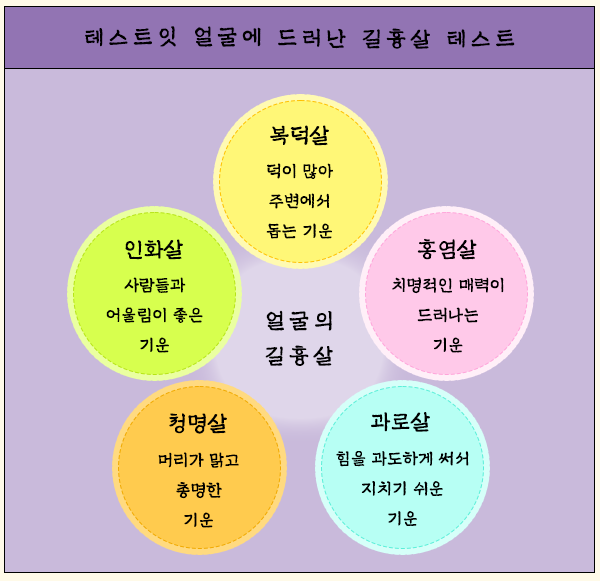 테스트잇 얼굴에 드러난 길흉살 테스트
복덕살
덕이 많아
주변에서
돕는 기운
인화살
사람들과
어울림이 좋은
기운
홍염살
치명적인 매력이
드러나는
기운
얼굴의
길흉살
청명살
머리가 맑고
총명한
기운
과로살
힘을 과도하게 써서
지치기 쉬운
기운